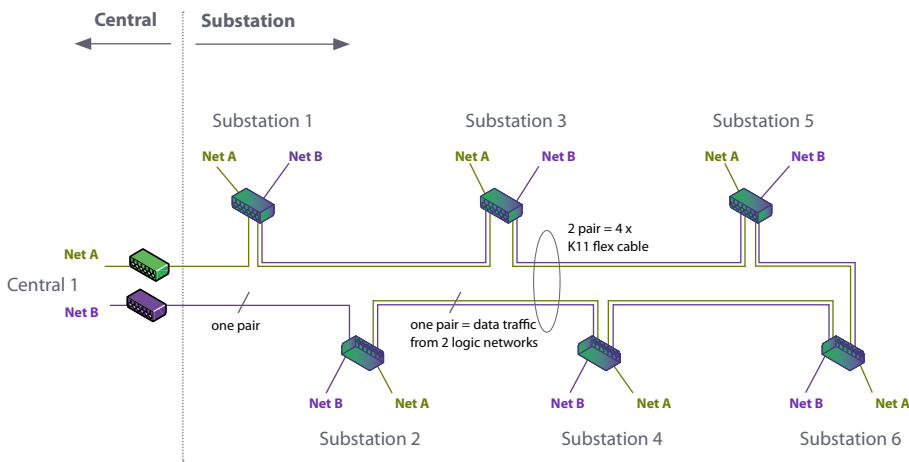 Central
Substation
Substation 1
Substation 3
Substation 5
Net A
Net B
Net A
Net B
Net A
Net B
2 pair = 4 x
K11 flex cable
Net A
Central 1
Net B
one pair
one pair = data traffic
from 2 logic networks
Net B
Net A
Net B
Net A
Net B
Net A
Substation 2
Substation 4
Substation 6